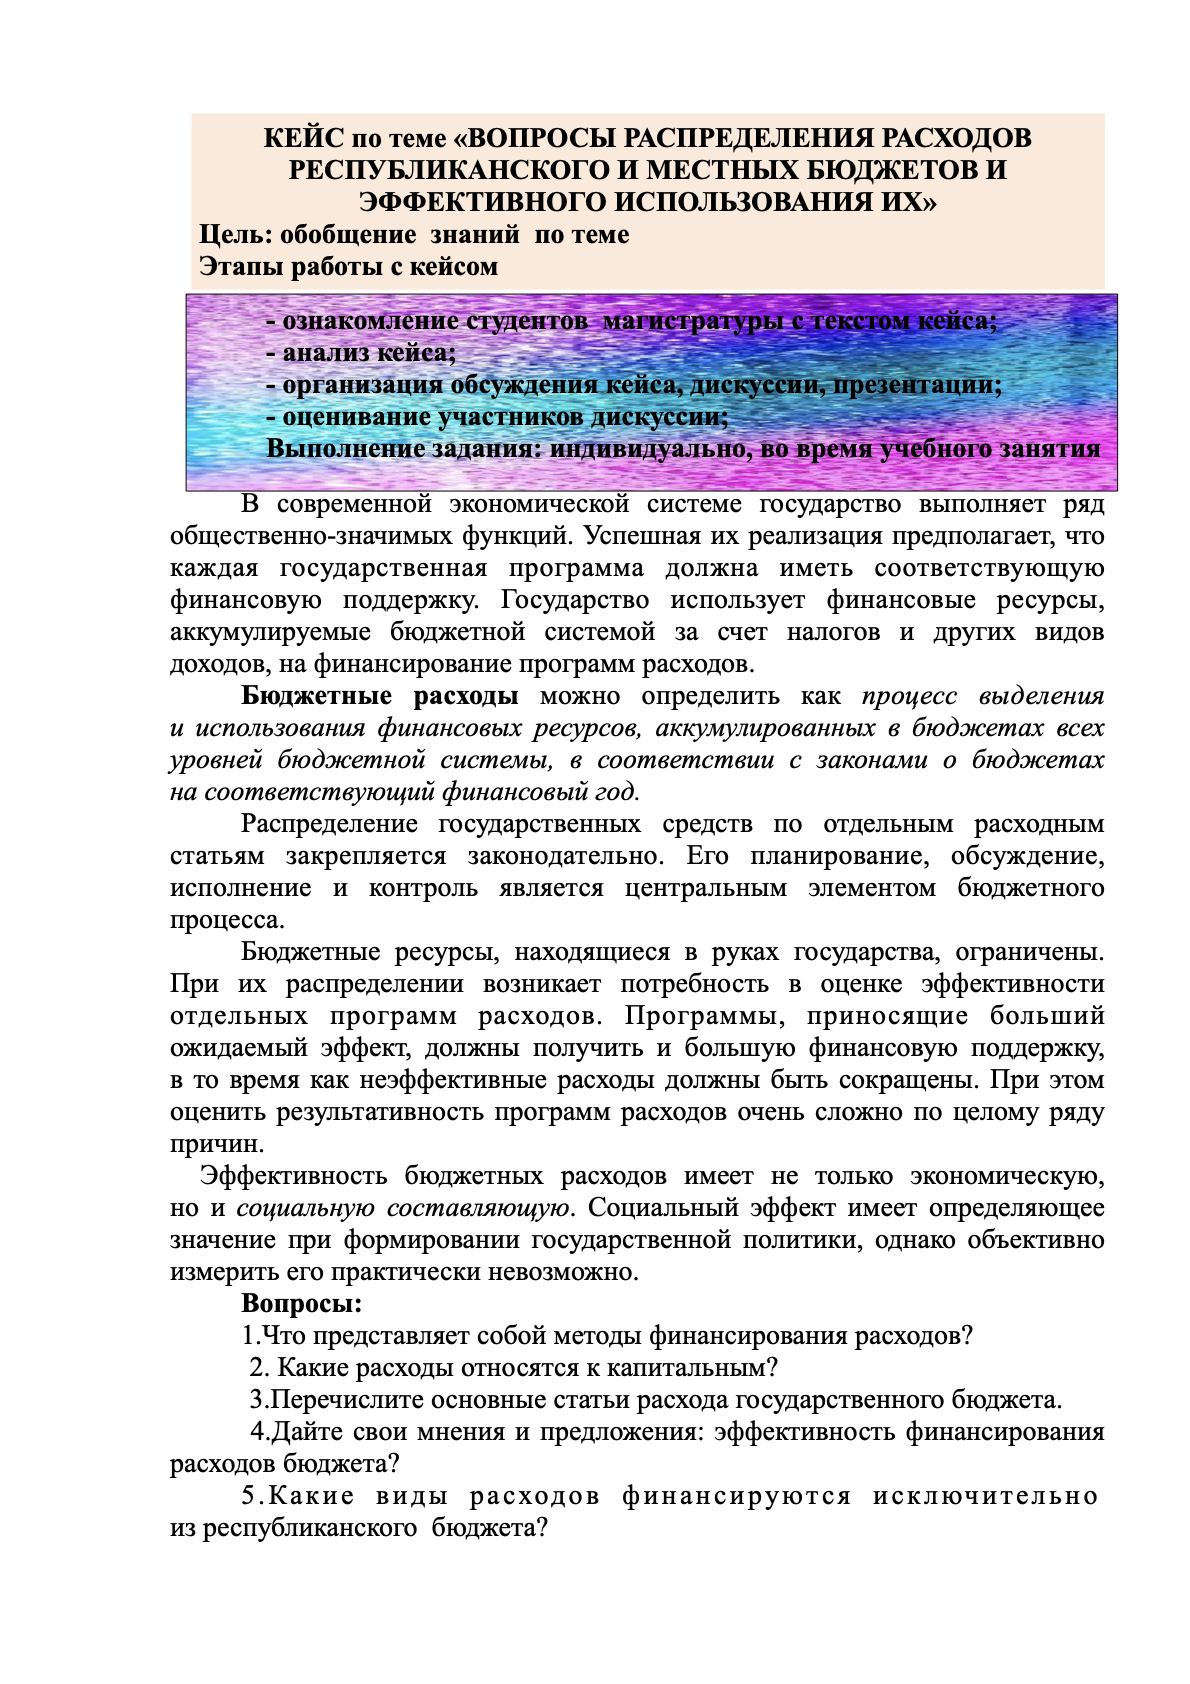 КЕЙС по теме «ВОПРОСЫ РАСПРЕДЕЛЕНИЯ РАСХОДОВ
РЕСПУБЛИКАНСКОГО И МЕСТНЫХ БЮДЖЕТОВ И
ЭФФЕКТИВНОГО ИСПОЛЬЗОВАНИЯ ИХ»
Цель: обобщение знаний по теме
Этапы работы с кейсом
- ознакомление студентов магистратуры с текстом кейса;
- анализ кейса;
- организация обсуждения кейса, дискуссии, презентации;
- оценивание участников дискуссии;
Выполнение задания: индивидуально, во время учебного занятия
В современной экономической системе государство выполняет ряд
общественно-значимых функций. Успешная их реализация предполагает, что
каждая государственная программа должна иметь соответствующую
финансовую поддержку. Государство использует финансовые ресурсы,
аккумулируемые бюджетной системой за счет налогов и других видов
доходов, на финансирование программ расходов.
Бюджетные расходы можно определить как процесс выделения
и использования финансовых ресурсов, аккумулированных в бюджетах всех
уровней бюджетной системы, в соответствии с законами о бюджетах
на соответствующий финансовый год.
Распределение государственных средств по отдельным расходным
статьям закрепляется законодательно. Его планирование, обсуждение,
исполнение и контроль является центральным элементом бюджетного
процесса.
Бюджетные ресурсы, находящиеся в руках государства, ограничены.
При их распределении возникает потребность в оценке эффективности
отдельных программ расходов. Программы, приносящие больший
ожидаемый эффект, должны получить и большую финансовую поддержку,
в то время как неэффективные расходы должны быть сокращены. При этом
оценить результативность программ расходов очень сложно по целому ряду
причин.
Эффективность бюджетных расходов имеет не только экономическую,
но и социальную составляющую. Социальный эффект имеет определяющее
значение при формировании государственной политики, однако объективно
измерить его практически невозможно.
Вопросы:
1.Что представляет собой методы финансирования расходов?
2. Какие расходы относятся к капитальным?
3.Перечислите основные статьи расхода государственного бюджета.
4.Дайте свои мнения и предложения: эффективность финансирования
расходов бюджета?
5.Какие виды расходов финансируются исключительно
из республиканского бюджета?